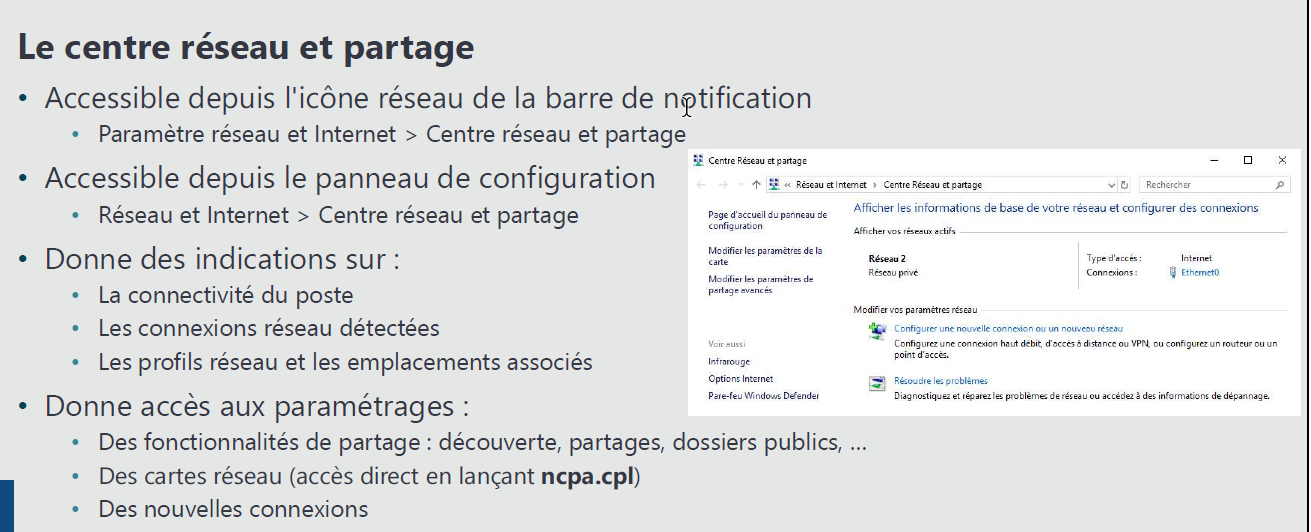 Le centre réseau et partage
• Accessible depuis l'icône réseau de la barre de notification
• Paramètre réseau et Internet > Centre réseau et partage
• Accessible depuis le panneau de configuration
• Réseau et Internet > Centre réseau et partage
• Donne des indications sur :
• La connectivité du poste
• Les connexions réseau détectées
• Les profils réseau et les emplacements associés
• Donne accès aux paramétrages :
• Des fonctionnalités de partage : découverte, partages, dossiers publics, ...
• Des cartes réseau (accès direct en lançant ncpa.cpl)
• Des nouvelles connexions
Centre Réseau et partage
« Réseau et Internet › Centre Réseau et partage
Rechercher
Page d'accueil du panneau de
configuration
Modifier les paramètres de la
carte
Modifier les paramètres de
partage avancés
Voir aussi
Infrarouge
Options Internet
Pare-feu Windows Defender
Afficher les informations de base de votre réseau et configurer des connexions
Afficher vos réseaux actifs
Réseau 2
Réseau privé
Type d'accès : Internet
Connexions : Ethernet0
Modifier vos paramètres réseau
Configurer une nouvelle connexion ou un nouveau réseau
Configurez une connexion haut débit, d'accès à distance ou VPN, ou configurez un routeur ou un
point d'accès.
Résoudre les problèmes
Diagnostiquez et réparez les problèmes de réseau ou accédez à des informations de dépannage.